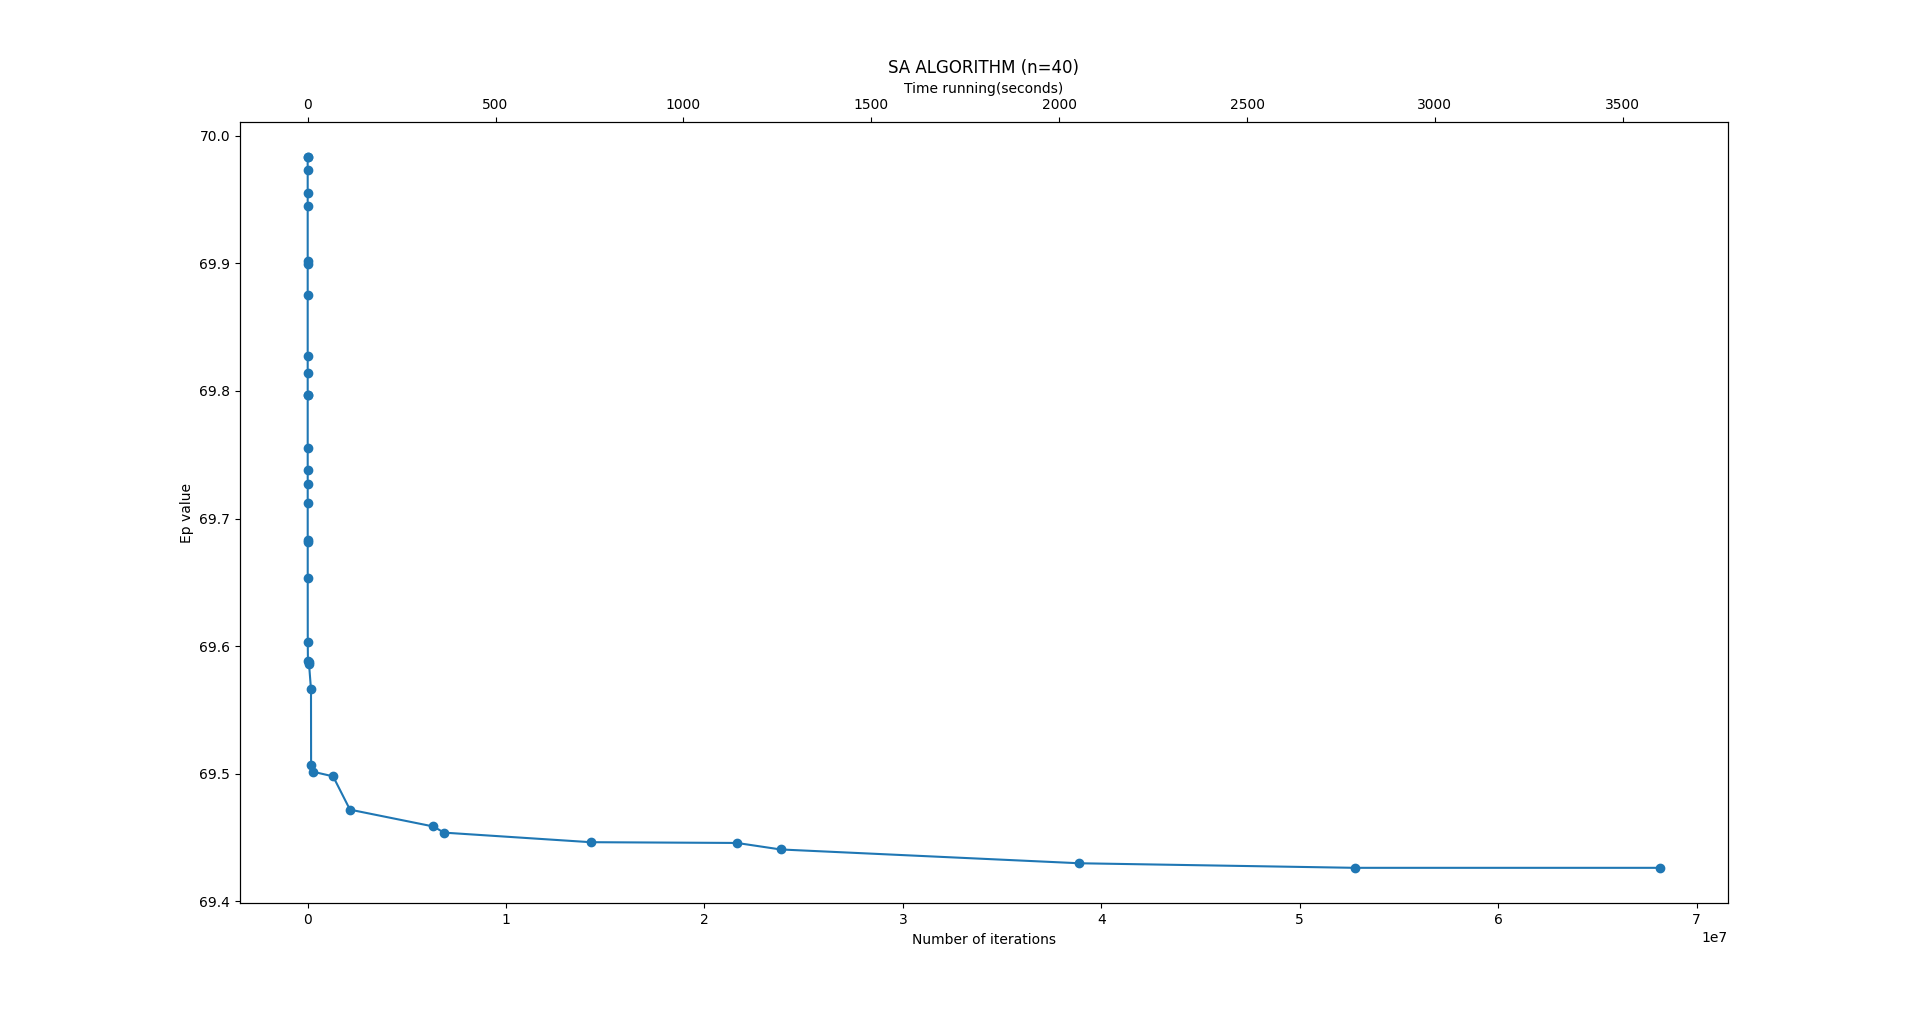 SA ALGORITHM (n=40)
Time running(seconds)
0 500 1000 1500 2000 2500 3000 3500
70.0
69.9
69.8
69.7
69.6
69.5
69.4
Ep value
0 1 2 3 4 5 6 7
1e7
Number of iterations